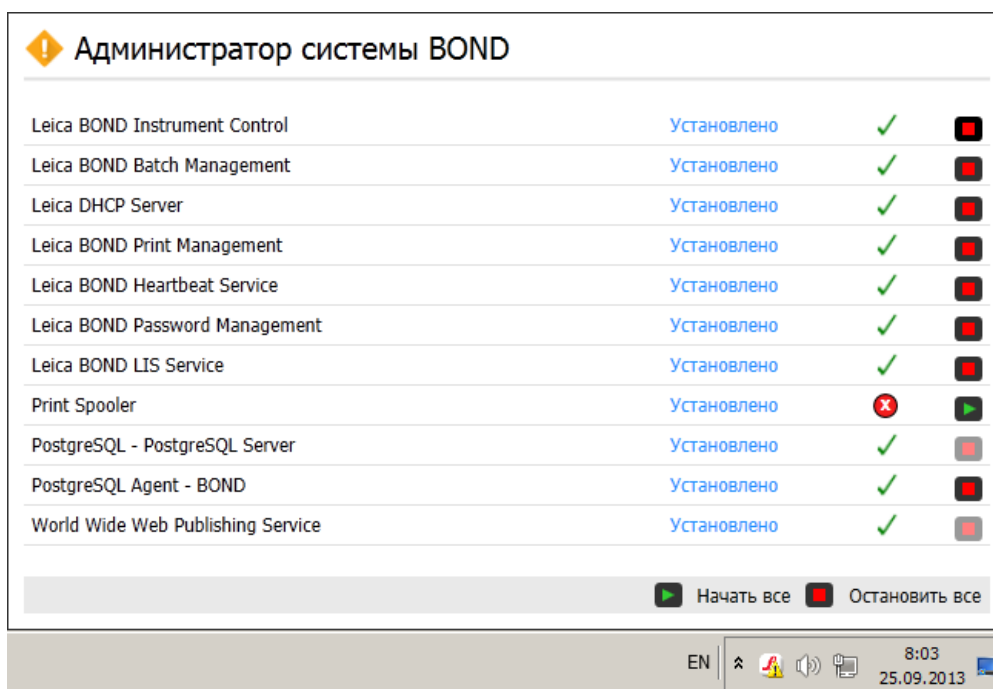 Администратор системы BOND
Leica BOND Instrument Control Установлено
Leica BOND Batch Management Установлено
Leica DHCP Server Установлено
Leica BOND Print Management Установлено
Leica BOND Heartbeat Service Установлено
Leica BOND Password Management Установлено
Leica BOND LIS Service Установлено
Print Spooler Установлено
PostgreSQL - PostgreSQL Server Установлено
PostgreSQL Agent - BOND Установлено
World Wide Web Publishing Service Установлено
Начать все Остановить все
EN 8:03
25.09.2013